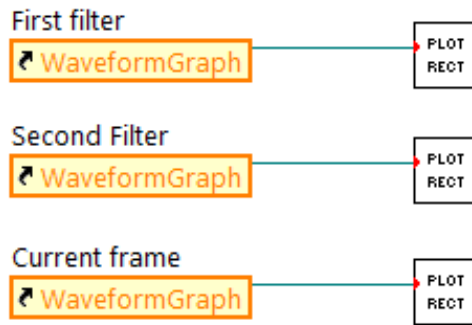 First filter
WaveformGraph
PLOT
RECT
Second Filter
WaveformGraph
PLOT
RECT
Current frame
WaveformGraph
PLOT
RECT